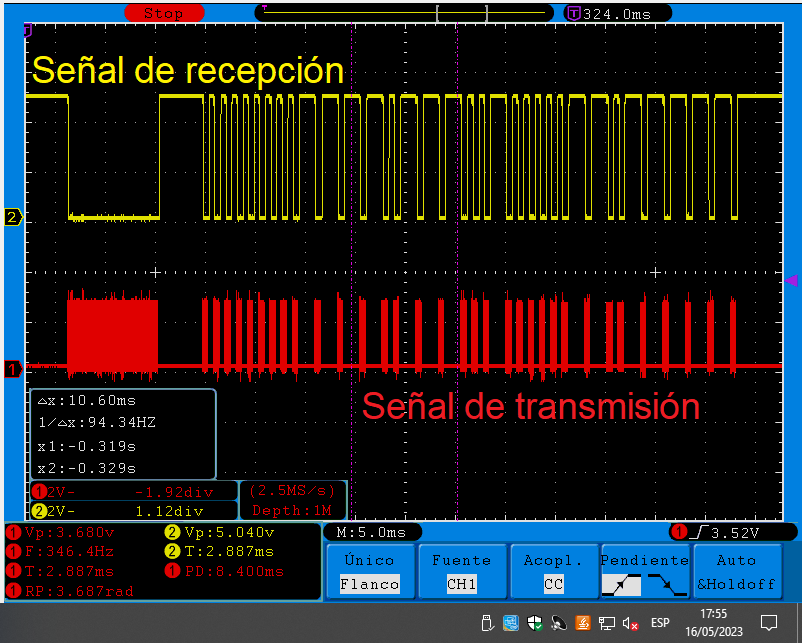 Stop
T 324.0ms
Señal de recepción
2
1
Señal de transmisión
△x:10.60ms
1/△x:94.34HZ
x1:-0.319s
x2:-0.329s
1 2V- -1.92div
2 2V- 1.12div
(2.5MS/s)
Depth:1M
1 Vp:3.680v 2 Vp:5.040v
1 F:346.4Hz 2 T:2.887ms
1 T:2.887ms 1 PD:8.400ms
1 RP:3.687rad
M:5.0ms
1 3.52V
Único
Flanco
Fuente
CH1
Acopl.
CC
Pendiente
Auto
&Holdoff
ESP
17:55
16/05/2023